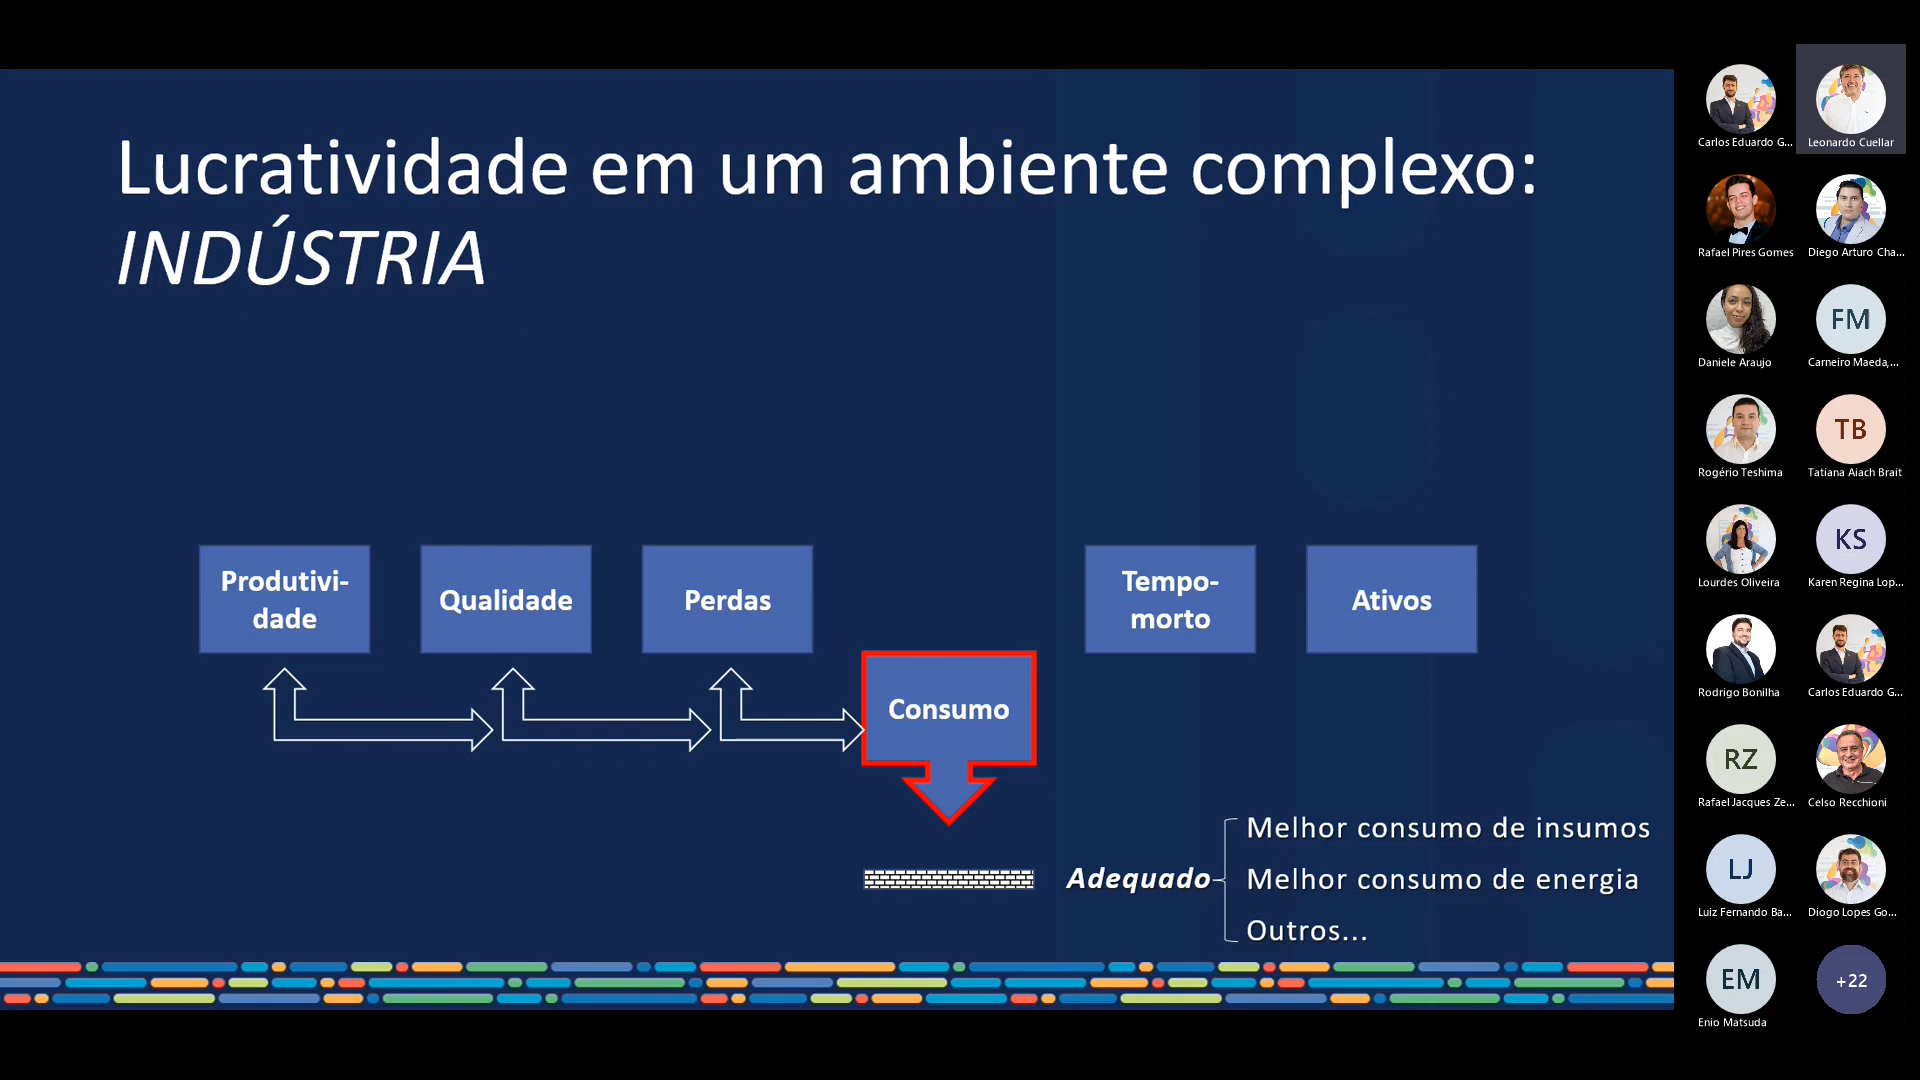 Lucratividade em um ambiente complexo:
INDÚSTRIA
Produtivi-
dade
Qualidade
Perdas
Consumo
Tempo-
morto
Ativos
Adequado
Melhor consumo de insumos
Melhor consumo de energia
Outros...
Carlos Eduardo G...
Leonardo Cuellar
Rafael Pires Gomes
Diego Arturo Cha...
Daniele Araujo
FM
Carneiro Maeda,...
Rogério Teshima
TB
Tatiana Aiach Brait
Lourdes Oliveira
KS
Karen Regina Lop...
Rodrigo Bonilha
Carlos Eduardo G...
RZ
Rafael Jacques Ze...
Celso Recchioni
LJ
Luiz Fernando Ba...
Diogo Lopes Go...
EM
Enio Matsuda
+22